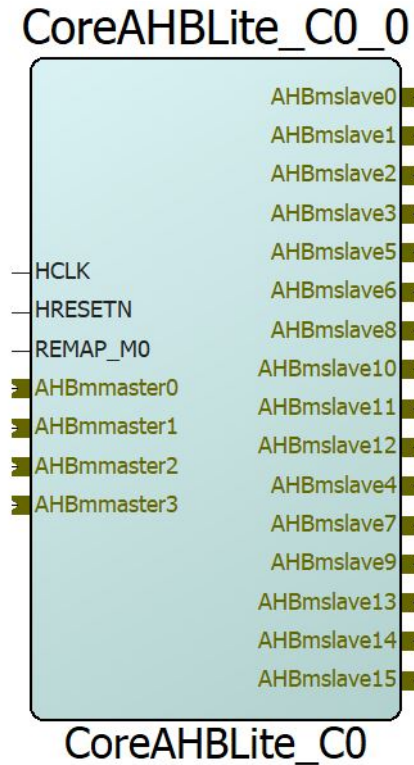 CoreAHBLite_C0_0
HCLK
HRESETN
REMAP_M0
AHBmmaster0
AHBmmaster1
AHBmmaster2
AHBmmaster3
AHBmslave0
AHBmslave1
AHBmslave2
AHBmslave3
AHBmslave5
AHBmslave6
AHBmslave8
AHBmslave10
AHBmslave11
AHBmslave12
AHBmslave4
AHBmslave7
AHBmslave9
AHBmslave13
AHBmslave14
AHBmslave15
CoreAHBLite_C0